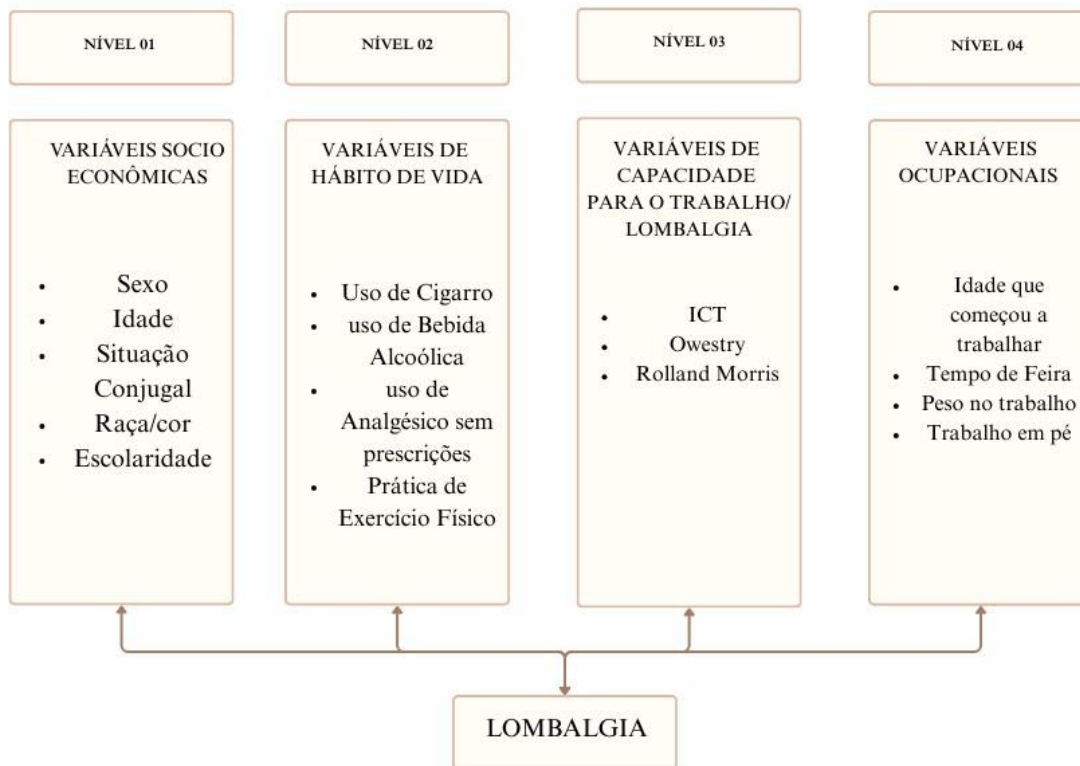 NÍVEL 01
NÍVEL 02
NÍVEL 03
NÍVEL 04
VARIÁVEIS SOCIO
ECONÔMICAS
• Sexo
• Idade
• Situação
Conjugal
• Raça/cor
• Escolaridade
VARIÁVEIS DE
HÁBITO DE VIDA
• Uso de Cigarro
• uso de Bebida
Alcoólica
• uso de
Analgésico sem
prescrições
• Prática de
Exercício Físico
VARIÁVEIS DE
CAPACIDADE
PARA O TRABALHO/
LOMBALGIA
• ICT
• Owestry
• Rolland Morris
VARIÁVEIS
OCUPACIONAIS
• Idade que
começou a
trabalhar
• Tempo de Feira
• Peso no trabalho
• Trabalho em pé
LOMBALGIA